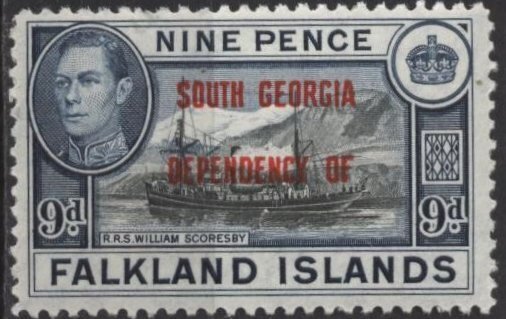 NINE PENCE
SOUTH GEORGIA
DEPENDENCY OF
9d 9d
R.R.S. WILLIAM SCORESBY
FALKLAND ISLANDS